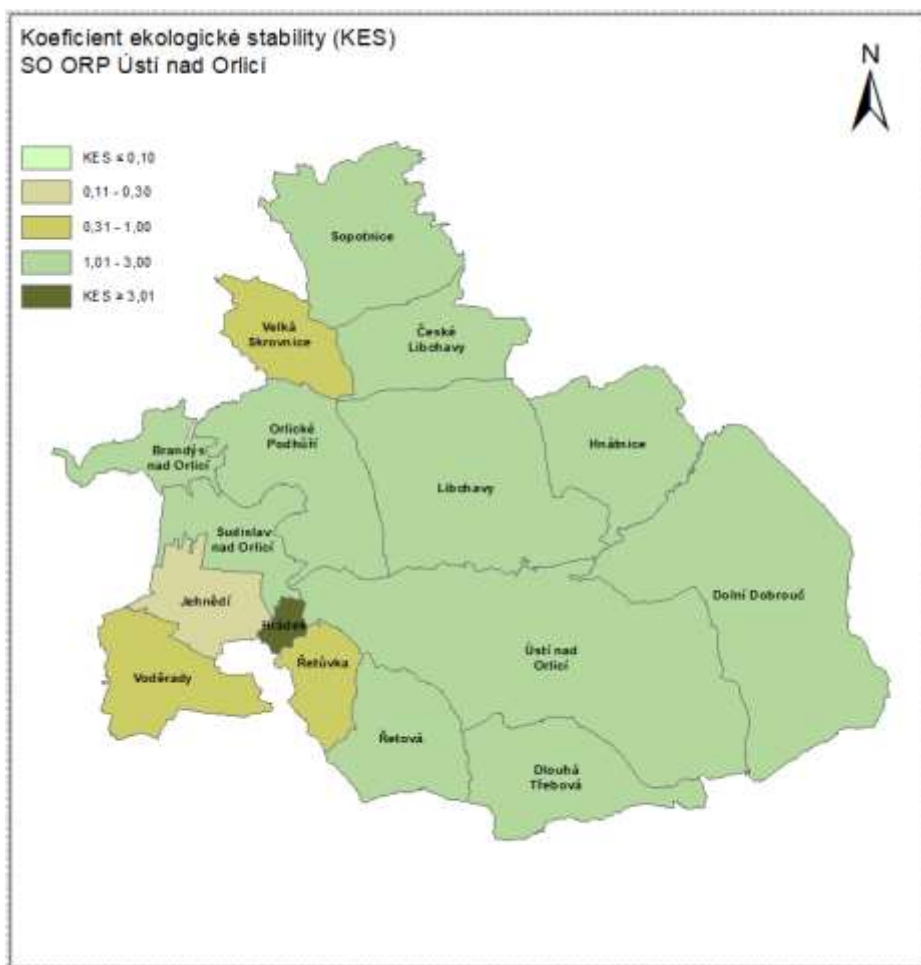 Koeficient ekologické stability (KES)
SO ORP Ústí nad Orlicí
N
KES ≤ 0,10
0,11 - 0,30
0,31 - 1,00
1,01 - 3,00
KES ≥ 3,01
Sopotnice
Velká
Skrovnice
České
Libchavy
Orlické
Podhůří
Hnátnice
Brandýs
nad Orlicí
Libchavy
Sudislav
nad Orlicí
Jehnědí
Dolní Dobrouč
Hrádek
Ústí nad
Orlicí
Řetůvka
Voděrady
Řetová
Dlouhá
Třebová